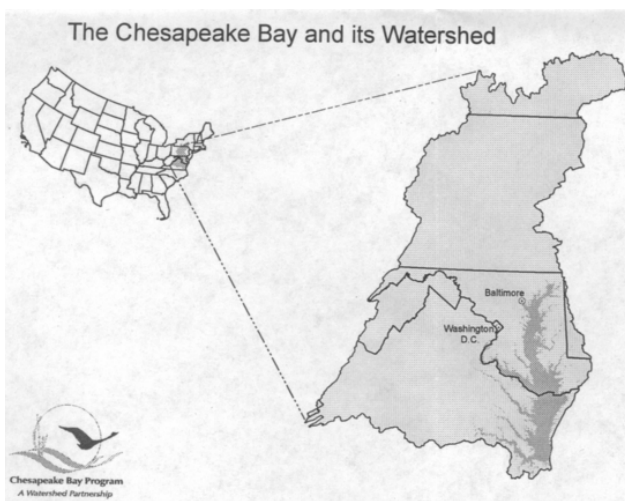 The Chesapeake Bay and its Watershed
Baltimore
Washington
D.C.
Chesapeake Bay Program
A Watershed Partnership